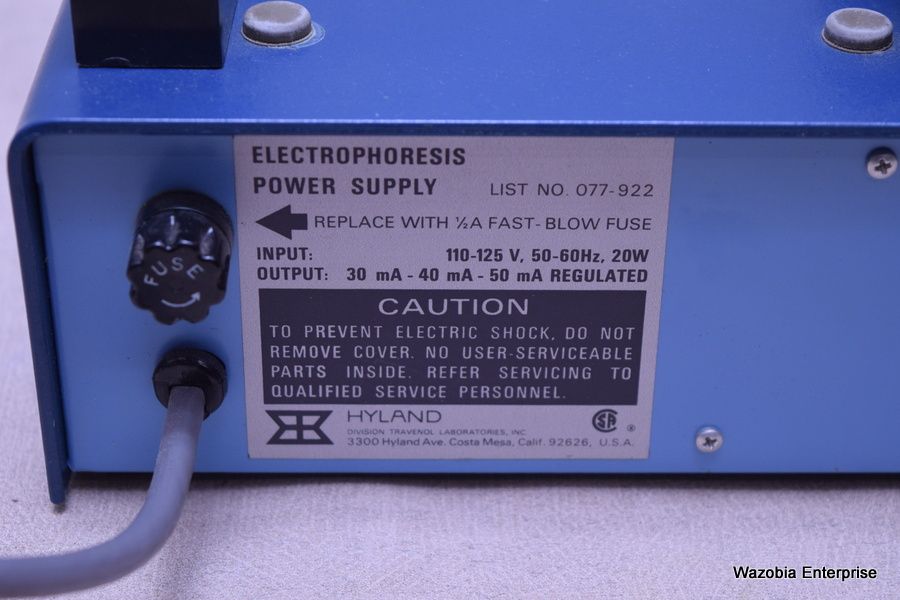 ELECTROPHORESIS
POWER SUPPLY LIST NO. 077-922
REPLACE WITH ½A FAST-BLOW FUSE
INPUT: 110-125 V, 50-60Hz, 20W
OUTPUT: 30 mA - 40 mA - 50 mA REGULATED
CAUTION
TO PREVENT ELECTRIC SHOCK, DO NOT
REMOVE COVER. NO USER-SERVICEABLE
PARTS INSIDE. REFER SERVICING TO
QUALIFIED SERVICE PERSONNEL.
HYLAND
DIVISION TRAVENOL LABORATORIES, INC.
3300 Hyland Ave. Costa Mesa, Calif. 92626, U.S.A.
SA ®
FUSE
Wazobia Enterprise